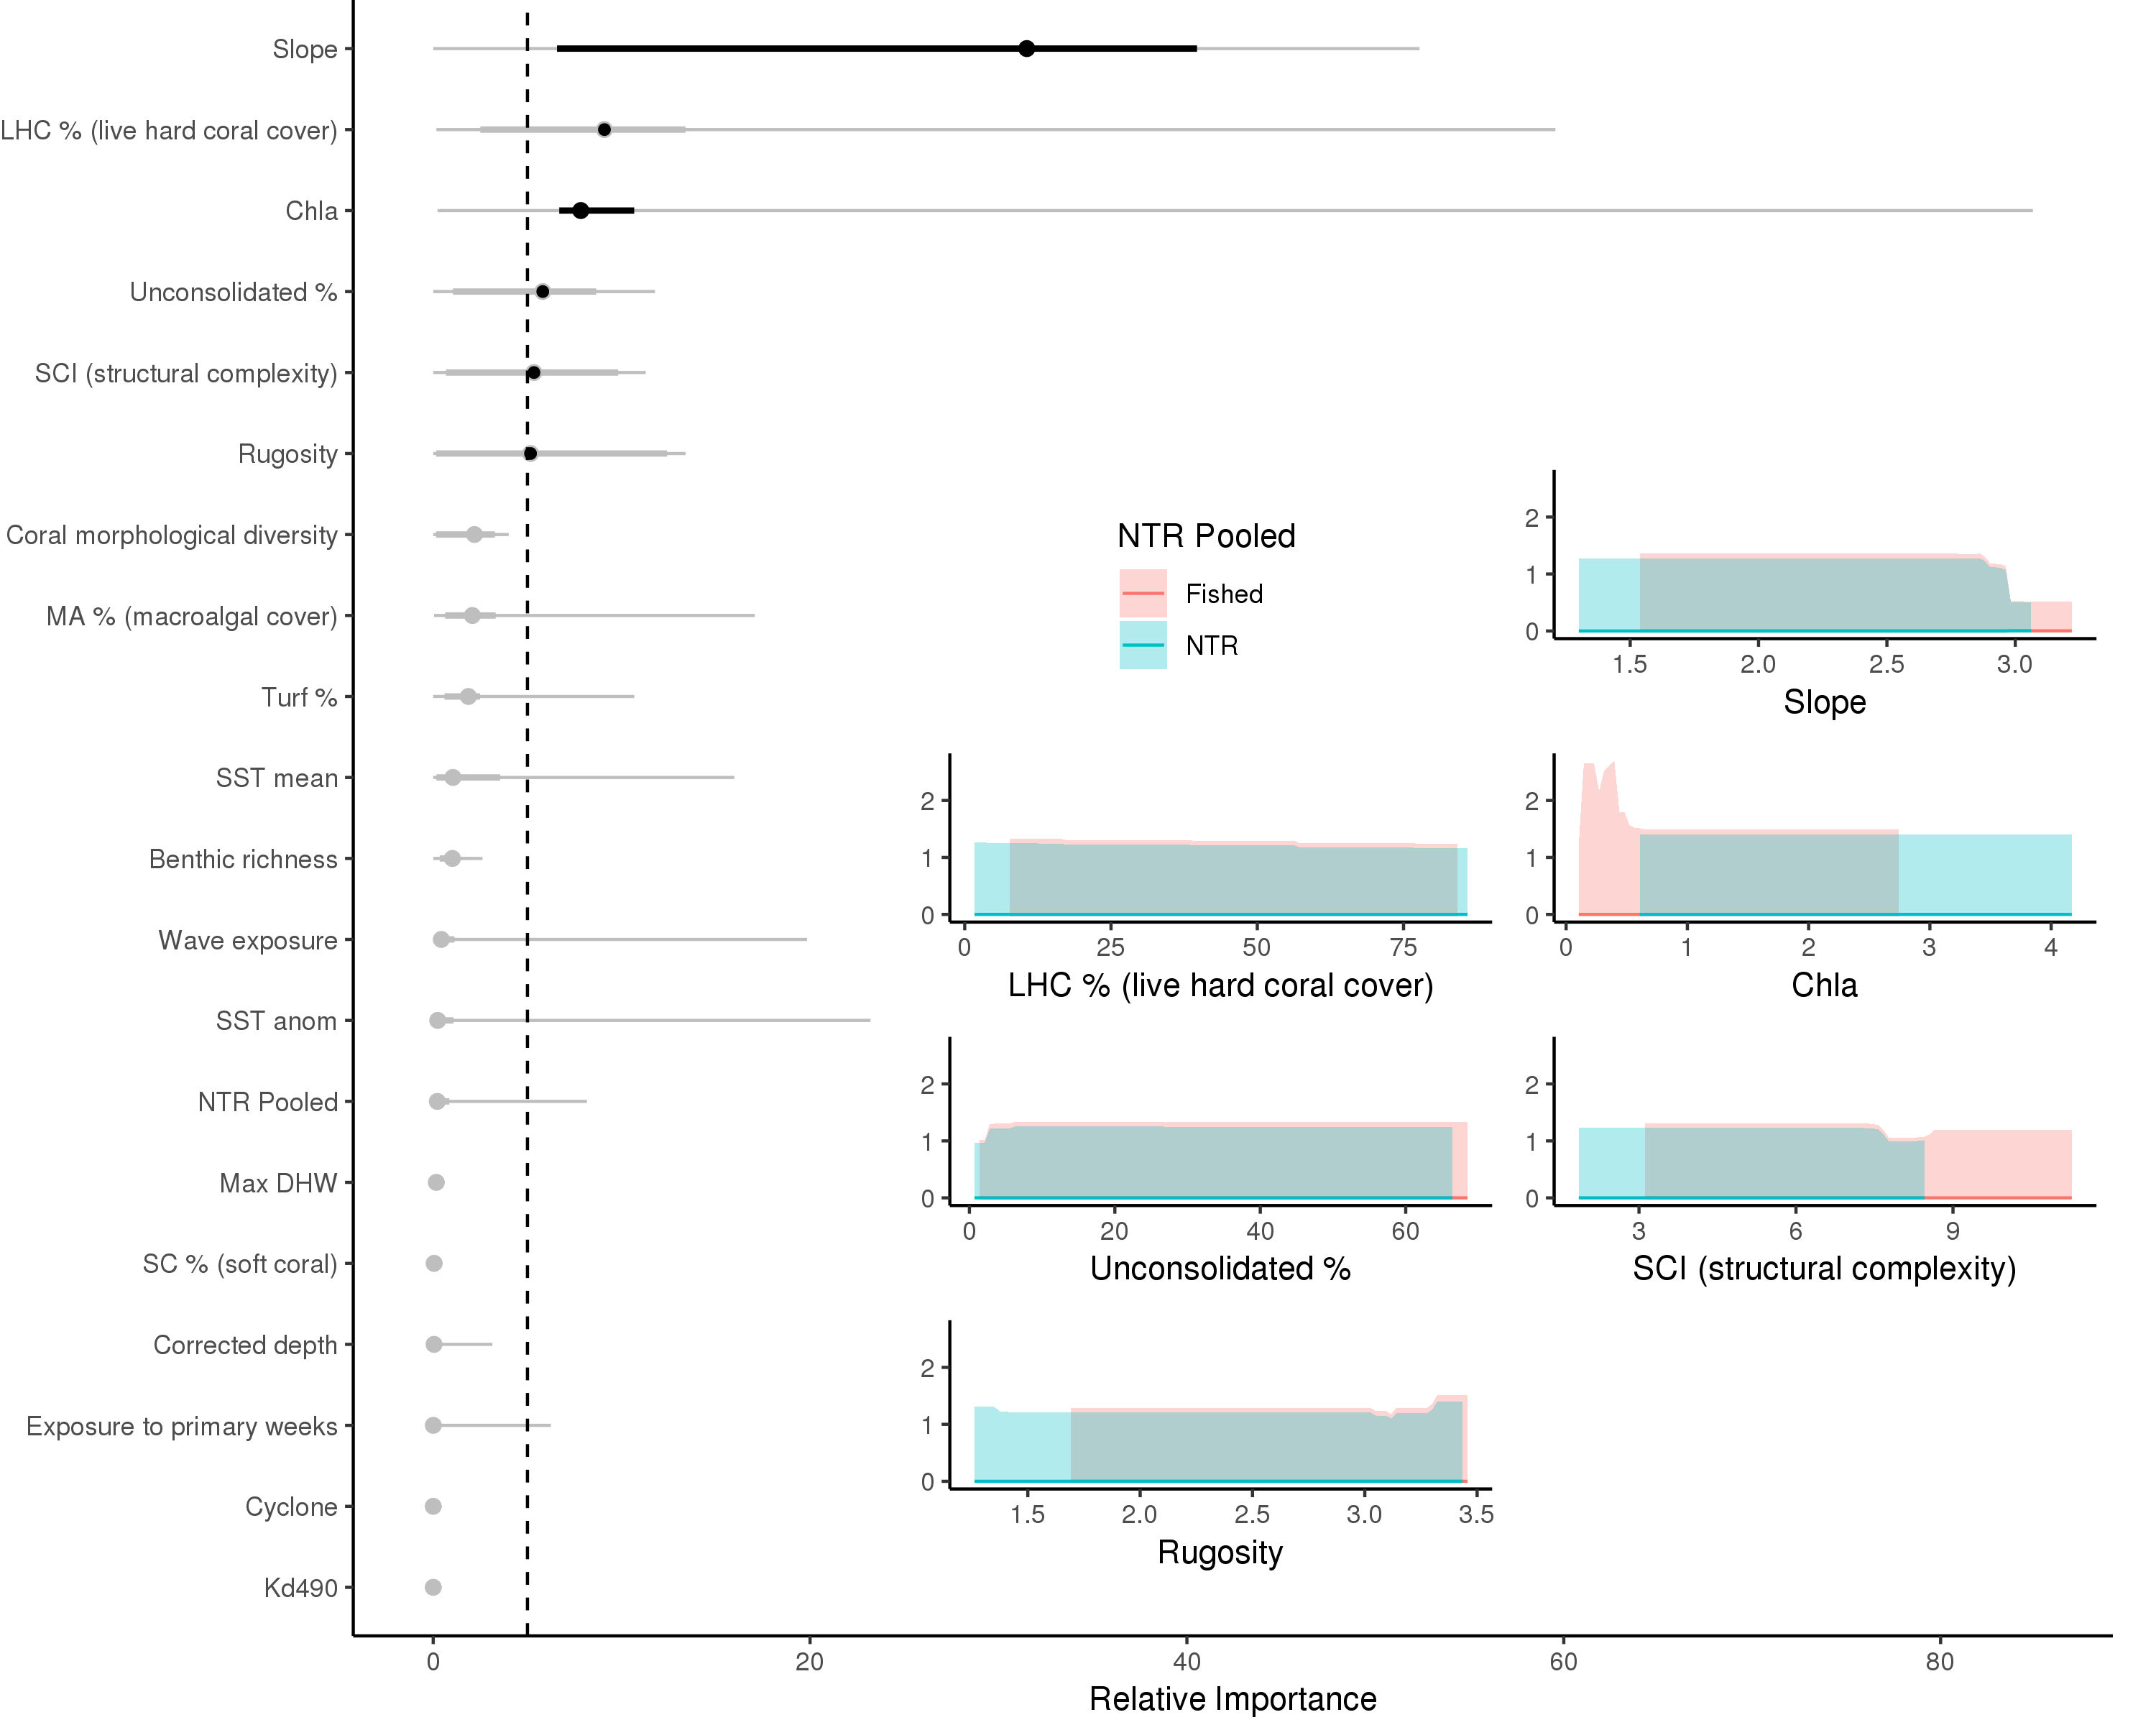 Slope
LHC % (live hard coral cover)
Chla
Unconsolidated %
SCI (structural complexity)
Rugosity
Coral morphological diversity
MA % (macroalgal cover)
Turf %
SST mean
Benthic richness
Wave exposure
SST anom
NTR Pooled
Max DHW
SC % (soft coral)
Corrected depth
Exposure to primary weeks
Cyclone
Kd490
0 20 40 60 80
Relative Importance
NTR Pooled
Fished
NTR
2
1
0
1.5 2.0 2.5 3.0
Slope
2
1
0
0 25 50 75
LHC % (live hard coral cover)
2
1
0
0 1 2 3 4
Chla
2
1
0
0 20 40 60
Unconsolidated %
2
1
0
3 6 9
SCI (structural complexity)
2
1
0
1.5 2.0 2.5 3.0 3.5
Rugosity